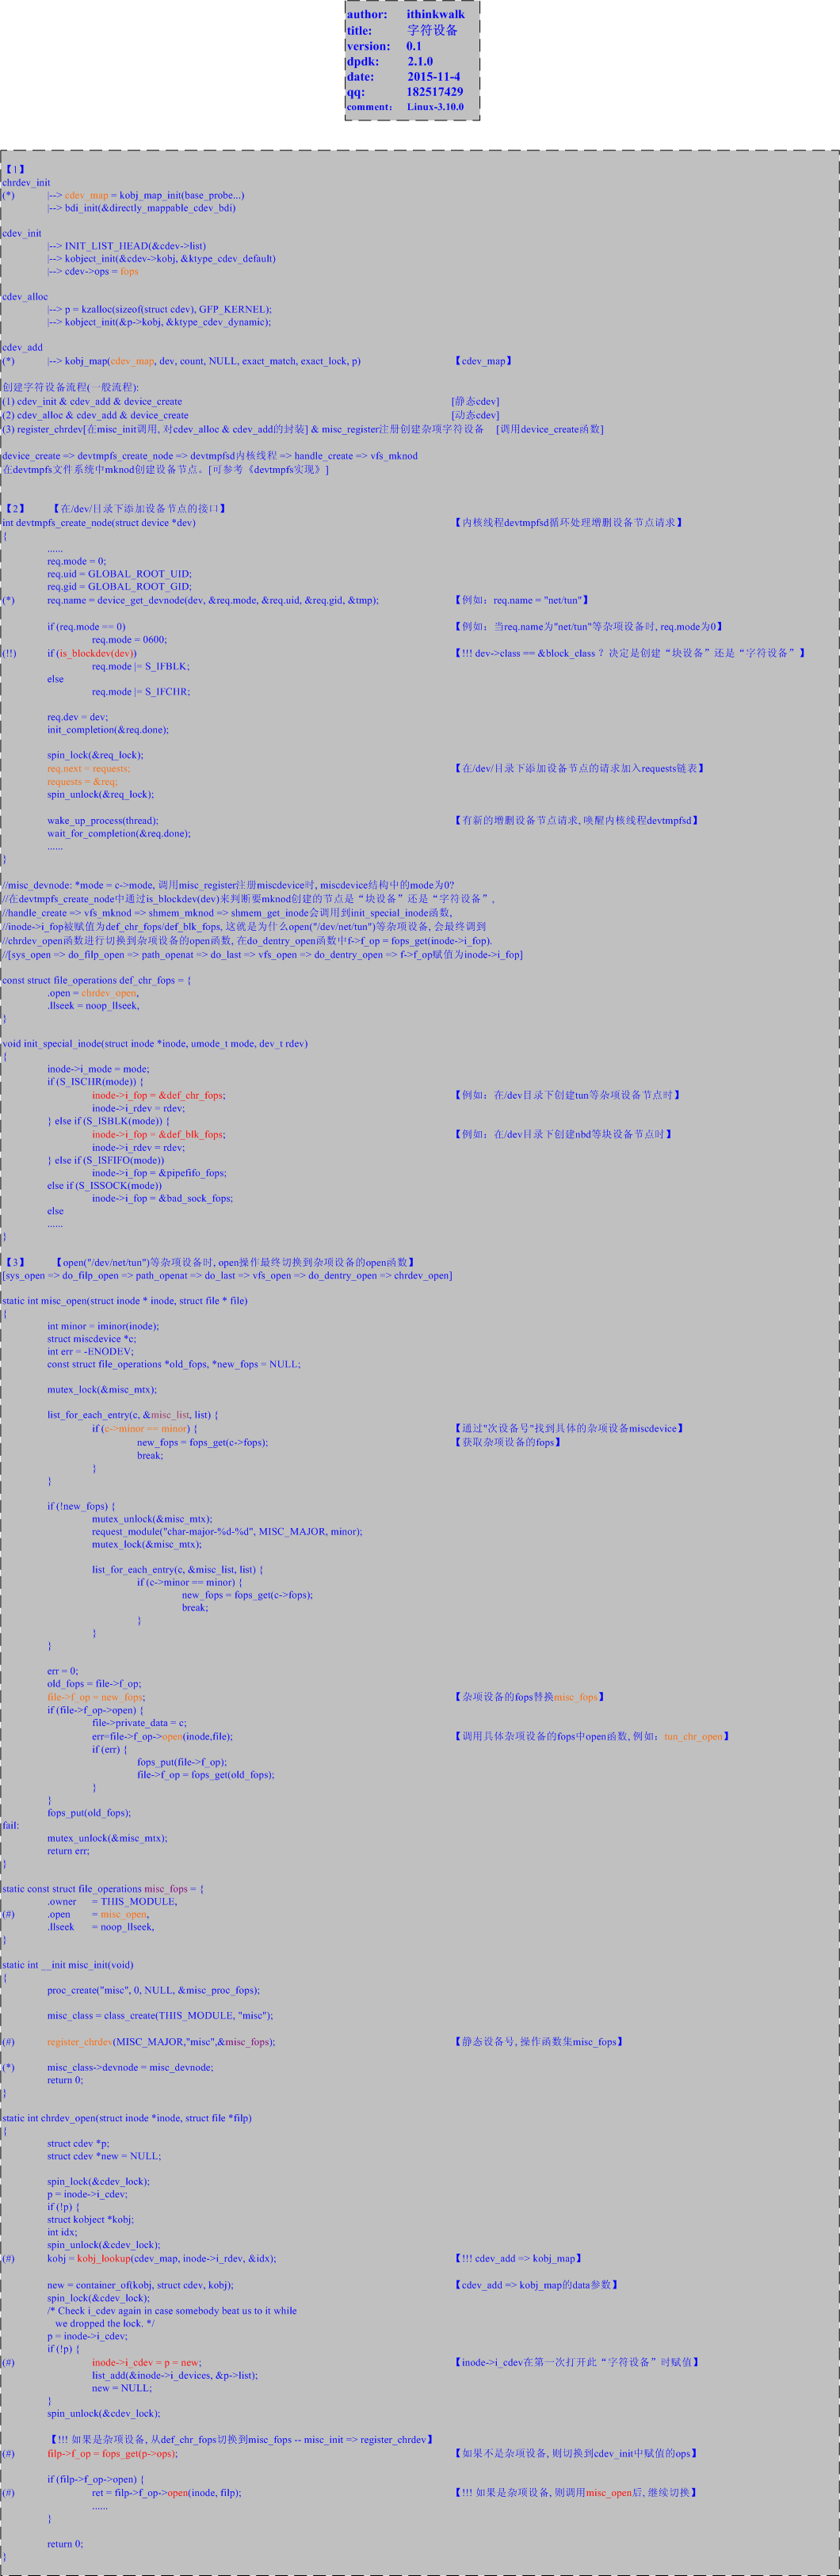 author: ithinkwalk
title: 字符设备
version: 0.1
dpdk: 2.1.0
date: 2015-11-4
qq: 182517429
comment: Linux-3.10.0
【1】
chrdev_init
(*) |--> cdev_map = kobj_map_init(base_probe...)
|--> bdi_init(&directly_mappable_cdev_bdi)
cdev_init
|--> INIT_LIST_HEAD(&cdev->list)
|--> kobject_init(&cdev->kobj, &ktype_cdev_default)
|--> cdev->ops = fops
cdev_alloc
|--> p = kzalloc(sizeof(struct cdev), GFP_KERNEL);
|--> kobject_init(&p->kobj, &ktype_cdev_dynamic);
cdev_add
(*) |--> kobj_map(cdev_map, dev, count, NULL, exact_match, exact_lock, p) 【cdev_map】
创建字符设备流程(一般流程):
(1) cdev_init & cdev_add & device_create [静态cdev]
(2) cdev_alloc & cdev_add & device_create [动态cdev]
(3) register_chrdev[在misc_init调用, 对cdev_alloc & cdev_add的封装] & misc_register注册创建杂项字符设备 [调用device_create函数]
device_create => devtmpfs_create_node => devtmpfsd内核线程 => handle_create => vfs_mknod
在devtmpfs文件系统中mknod创建设备节点。[可参考《devtmpfs实现》]
【2】 【在/dev/目录下添加设备节点的接口】
int devtmpfs_create_node(struct device *dev) 【内核线程devtmpfsd循环处理增删设备节点请求】
{
......
req.mode = 0;
req.uid = GLOBAL_ROOT_UID;
req.gid = GLOBAL_ROOT_GID;
(*) req.name = device_get_devnode(dev, &req.mode, &req.uid, &req.gid, &tmp); 【例如：req.name = "net/tun"】
if (req.mode == 0) 【例如：当req.name为"net/tun"等杂项设备时, req.mode为0】
req.mode = 0600;
(!!) if (is_blockdev(dev)) 【!!! dev->class == &block_class ？决定是创建“块设备”还是“字符设备”】
req.mode |= S_IFBLK;
else
req.mode |= S_IFCHR;
req.dev = dev;
init_completion(&req.done);
spin_lock(&req_lock);
req.next = requests; 【在/dev/目录下添加设备节点的请求加入requests链表】
requests = &req;
spin_unlock(&req_lock);
wake_up_process(thread); 【有新的增删设备节点请求, 唤醒内核线程devtmpfsd】
wait_for_completion(&req.done);
......
}
//misc_devnode: *mode = c->mode, 调用misc_register注册miscdevice时, miscdevice结构中的mode为0?
//在devtmpfs_create_node中通过is_blockdev(dev)来判断要mknod创建的节点是“块设备”还是“字符设备”,
//handle_create => vfs_mknod => shmem_mknod => shmem_get_inode会调用到init_special_inode函数,
//inode->i_fop被赋值为def_chr_fops/def_blk_fops, 这就是为什么open("/dev/net/tun")等杂项设备, 会最终调到
//chrdev_open函数进行切换到杂项设备的open函数, 在do_dentry_open函数中f->f_op = fops_get(inode->i_fop).
//[sys_open => do_filp_open => path_openat => do_last => vfs_open => do_dentry_open => f->f_op赋值为inode->i_fop]
const struct file_operations def_chr_fops = {
.open = chrdev_open,
.llseek = noop_llseek,
}
void init_special_inode(struct inode *inode, umode_t mode, dev_t rdev)
{
inode->i_mode = mode;
if (S_ISCHR(mode)) {
inode->i_fop = &def_chr_fops; 【例如：在/dev目录下创建tun等杂项设备节点时】
inode->i_rdev = rdev;
} else if (S_ISBLK(mode)) {
inode->i_fop = &def_blk_fops; 【例如：在/dev目录下创建nbd等块设备节点时】
inode->i_rdev = rdev;
} else if (S_ISFIFO(mode))
inode->i_fop = &pipefifo_fops;
else if (S_ISSOCK(mode))
inode->i_fop = &bad_sock_fops;
else
......
}
【3】 【open("/dev/net/tun")等杂项设备时, open操作最终切换到杂项设备的open函数】
[sys_open => do_filp_open => path_openat => do_last => vfs_open => do_dentry_open => chrdev_open]
static int misc_open(struct inode * inode, struct file * file)
{
int minor = iminor(inode);
struct miscdevice *c;
int err = -ENODEV;
const struct file_operations *old_fops, *new_fops = NULL;
mutex_lock(&misc_mtx);
list_for_each_entry(c, &misc_list, list) {
if (c->minor == minor) { 【通过"次设备号"找到具体的杂项设备miscdevice】
new_fops = fops_get(c->fops); 【获取杂项设备的fops】
break;
}
}
if (!new_fops) {
mutex_unlock(&misc_mtx);
request_module("char-major-%d-%d", MISC_MAJOR, minor);
mutex_lock(&misc_mtx);
list_for_each_entry(c, &misc_list, list) {
if (c->minor == minor) {
new_fops = fops_get(c->fops);
break;
}
}
}
err = 0;
old_fops = file->f_op;
file->f_op = new_fops; 【杂项设备的fops替换misc_fops】
if (file->f_op->open) {
file->private_data = c;
err=file->f_op->open(inode,file); 【调用具体杂项设备的fops中open函数, 例如：tun_chr_open】
if (err) {
fops_put(file->f_op);
file->f_op = fops_get(old_fops);
}
}
fops_put(old_fops);
fail:
mutex_unlock(&misc_mtx);
return err;
}
static const struct file_operations misc_fops = {
.owner = THIS_MODULE,
(#) .open = misc_open,
.llseek = noop_llseek,
}
static int __init misc_init(void)
{
proc_create("misc", 0, NULL, &misc_proc_fops);
misc_class = class_create(THIS_MODULE, "misc");
(#) register_chrdev(MISC_MAJOR,"misc",&misc_fops); 【静态设备号, 操作函数集misc_fops】
(*) misc_class->devnode = misc_devnode;
return 0;
}
static int chrdev_open(struct inode *inode, struct file *filp)
{
struct cdev *p;
struct cdev *new = NULL;
spin_lock(&cdev_lock);
p = inode->i_cdev;
if (!p) {
struct kobject *kobj;
int idx;
spin_unlock(&cdev_lock);
(#) kobj = kobj_lookup(cdev_map, inode->i_rdev, &idx); 【!!! cdev_add => kobj_map】
new = container_of(kobj, struct cdev, kobj); 【cdev_add => kobj_map的data参数】
spin_lock(&cdev_lock);
/* Check i_cdev again in case somebody beat us to it while
we dropped the lock. */
p = inode->i_cdev;
if (!p) {
(#) inode->i_cdev = p = new; 【inode->i_cdev在第一次打开此“字符设备”时赋值】
list_add(&inode->i_devices, &p->list);
new = NULL;
}
spin_unlock(&cdev_lock);
【!!! 如果是杂项设备, 从def_chr_fops切换到misc_fops -- misc_init => register_chrdev】
(#) filp->f_op = fops_get(p->ops); 【如果不是杂项设备, 则切换到cdev_init中赋值的ops】
if (filp->f_op->open) {
(#) ret = filp->f_op->open(inode, filp); 【!!! 如果是杂项设备, 则调用misc_open后, 继续切换】
......
}
return 0;
}